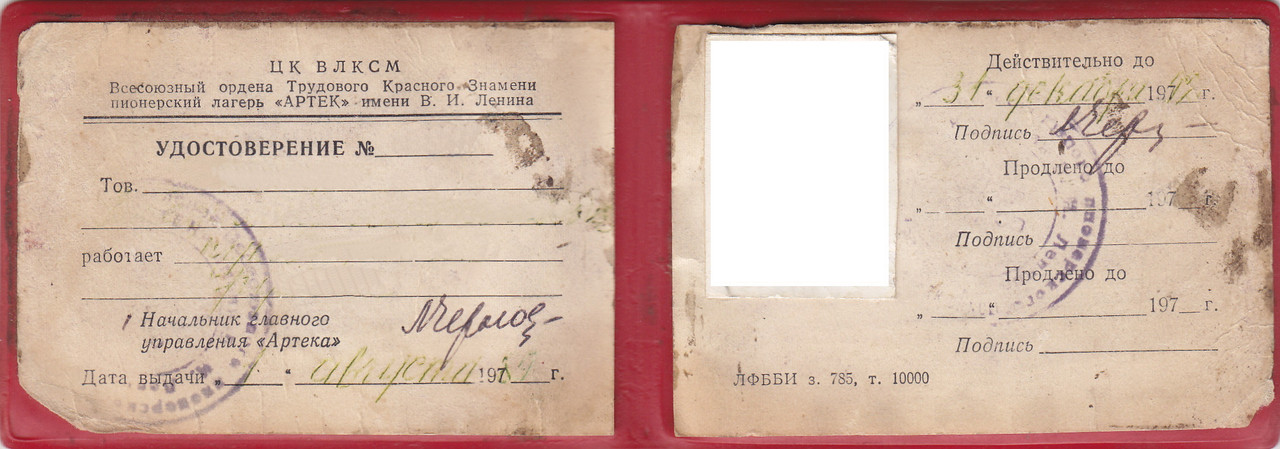 ЦК ВЛКСМ
Всесоюзный ордена Трудового Красного Знамени
пионерский лагерь «АРТЕК» имени В. И. Ленина
УДОСТОВЕРЕНИЕ №
Тов.
работает
Начальник главного
управления «Артека»
Дата выдачи „ “ августа 197 г.
Действительно до
„ 31 “ декабря 197 г.
Подпись
Продлено до
„ “ 197 г.
Подпись
Продлено до
„ “ 197 г.
Подпись
ЛФББИ з. 785, т. 10000